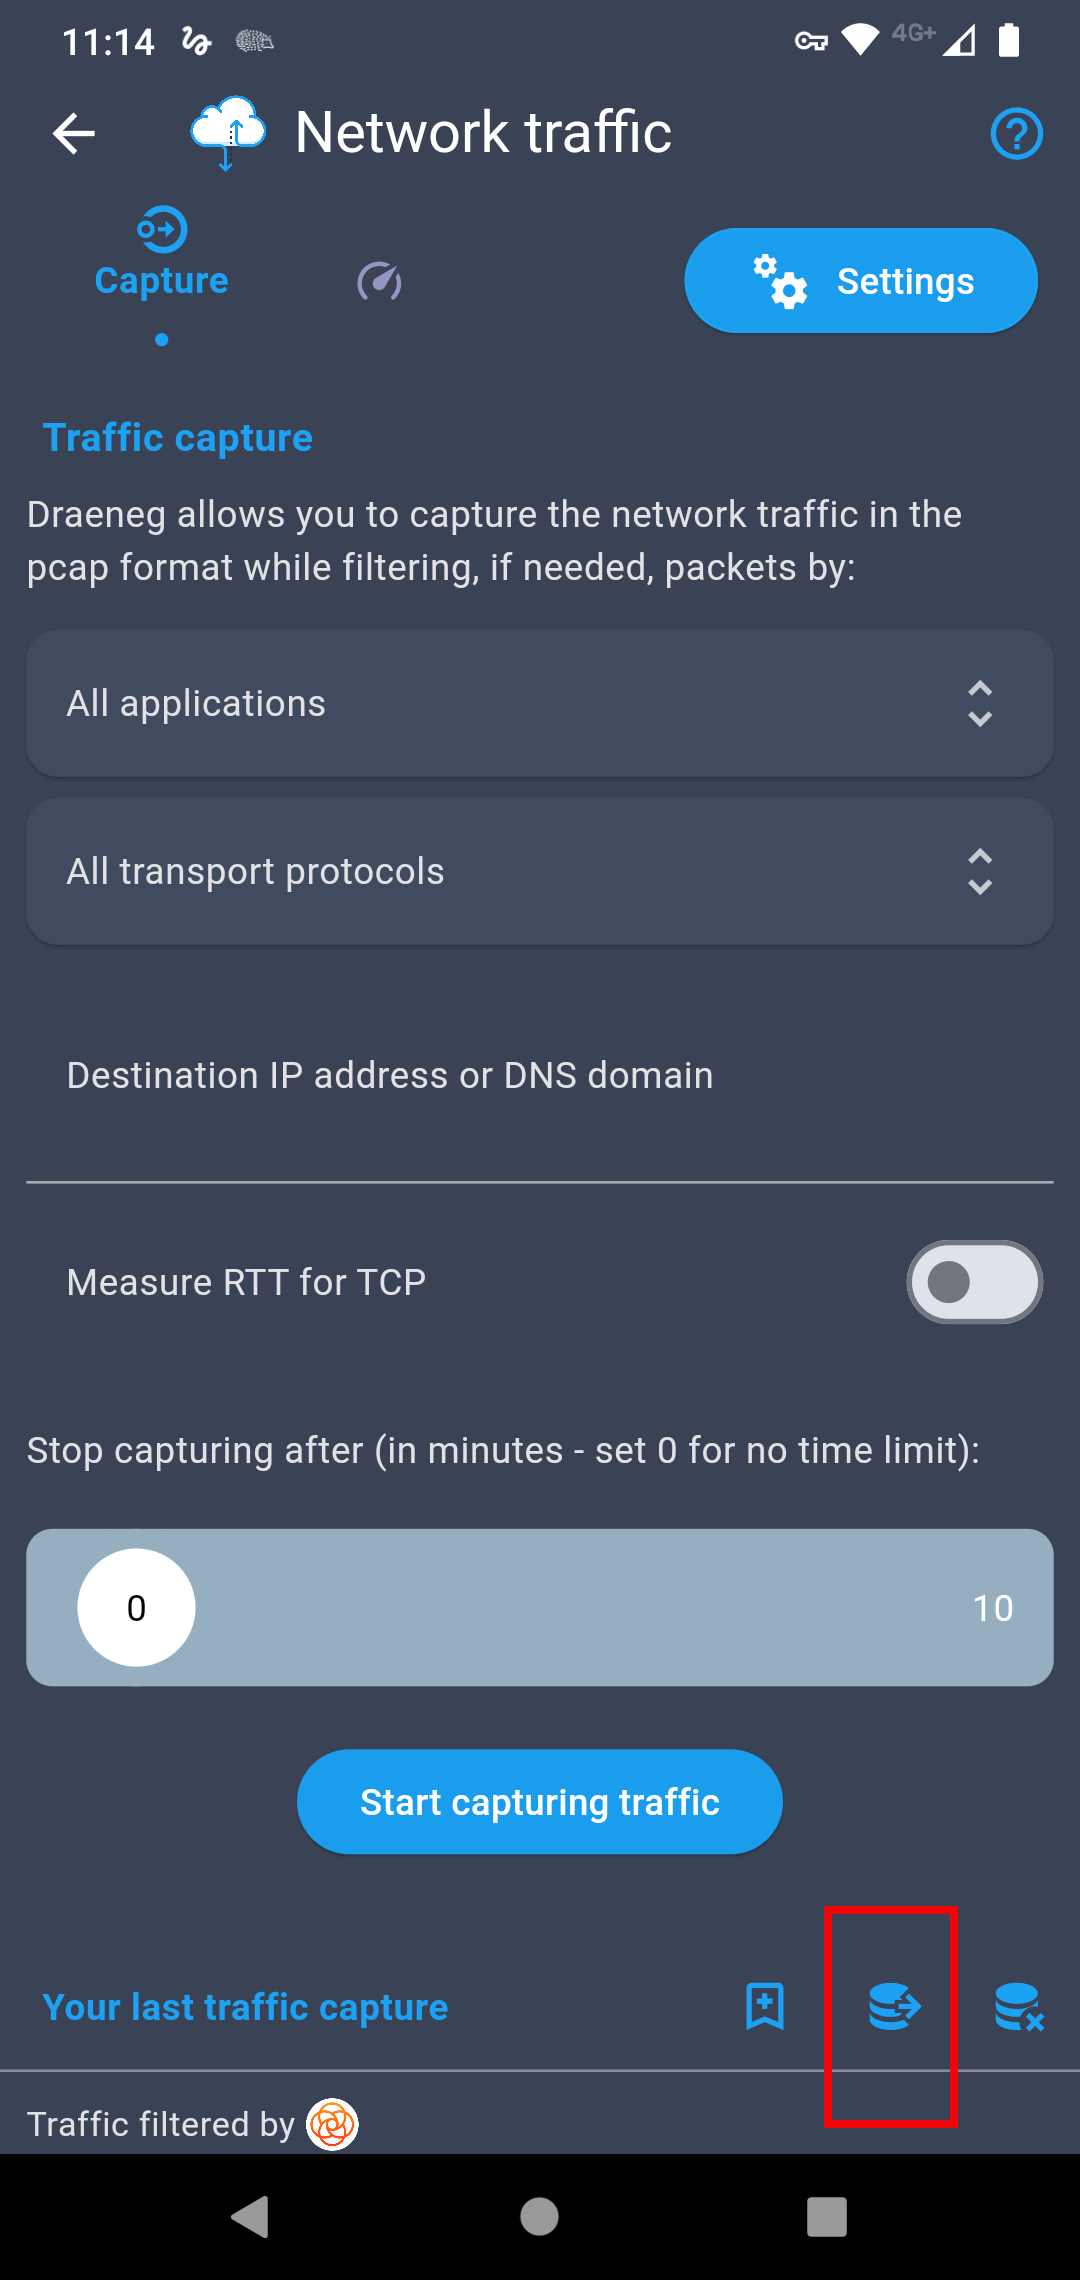 11:14
4G+
Network traffic
Capture
Settings
Traffic capture
Draeneg allows you to capture the network traffic in the
pcap format while filtering, if needed, packets by:
All applications
All transport protocols
Destination IP address or DNS domain
Measure RTT for TCP
Stop capturing after (in minutes - set 0 for no time limit):
0
10
Start capturing traffic
Your last traffic capture
Traffic filtered by